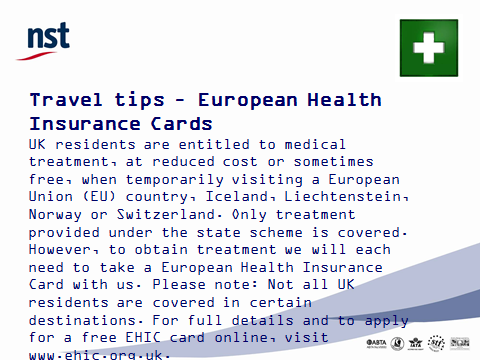 nst
Travel tips - European Health
Insurance Cards
UK residents are entitled to medical
treatment, at reduced cost or sometimes
free, when temporarily visiting a European
Union (EU) country, Iceland, Liechtenstein,
Norway or Switzerland. Only treatment
provided under the state scheme is covered.
However, to obtain treatment we will each
need to take a European Health Insurance
Card with us. Please note: Not all UK
residents are covered in certain
destinations. For full details and to apply
for a free EHIC card online, visit
www.ehic.org.uk.
ABTA
IATA